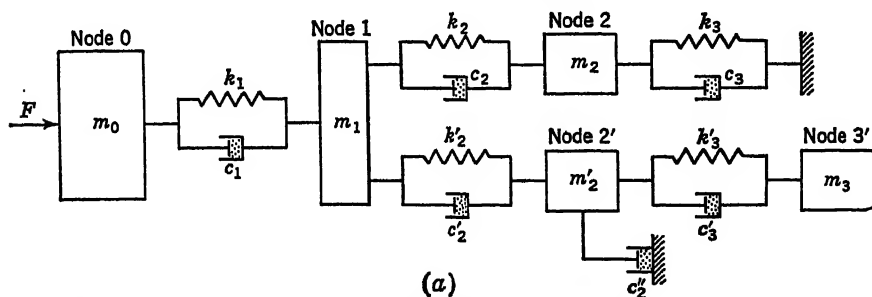 Node 0
Node 1
Node 2
k₂
k₃
c₂
m₂
c₃
F
m₀
k₁
c₁
m₁
Node 2'
Node 3'
k'₂
k'₃
m'₂
m₃
c'₂
c'₃
c''₂
(a)